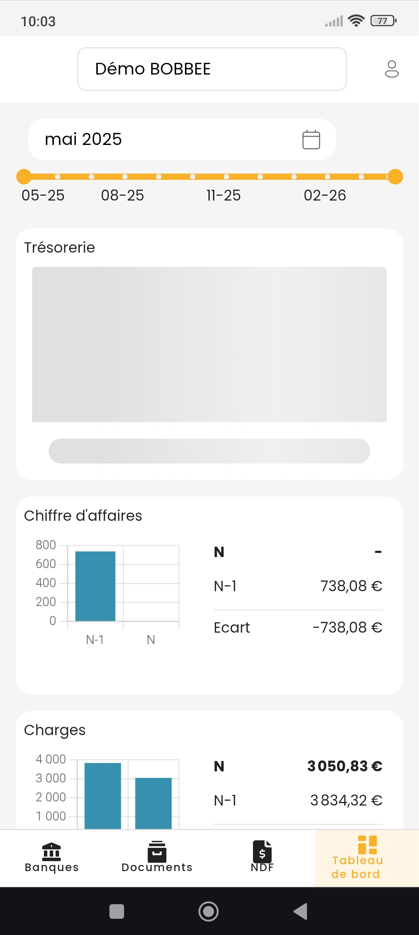 10:03
77
Démo BOBBEE
mai 2025
05-25 08-25 11-25 02-26
Trésorerie
Chiffre d'affaires
800
600
400
200
0
N-1 N
N -
N-1 738,08 €
Ecart -738,08 €
Charges
4 000
3 000
2 000
1 000
N 3 050,83 €
N-1 3 834,32 €
Banques
Documents
NDF
Tableau
de bord